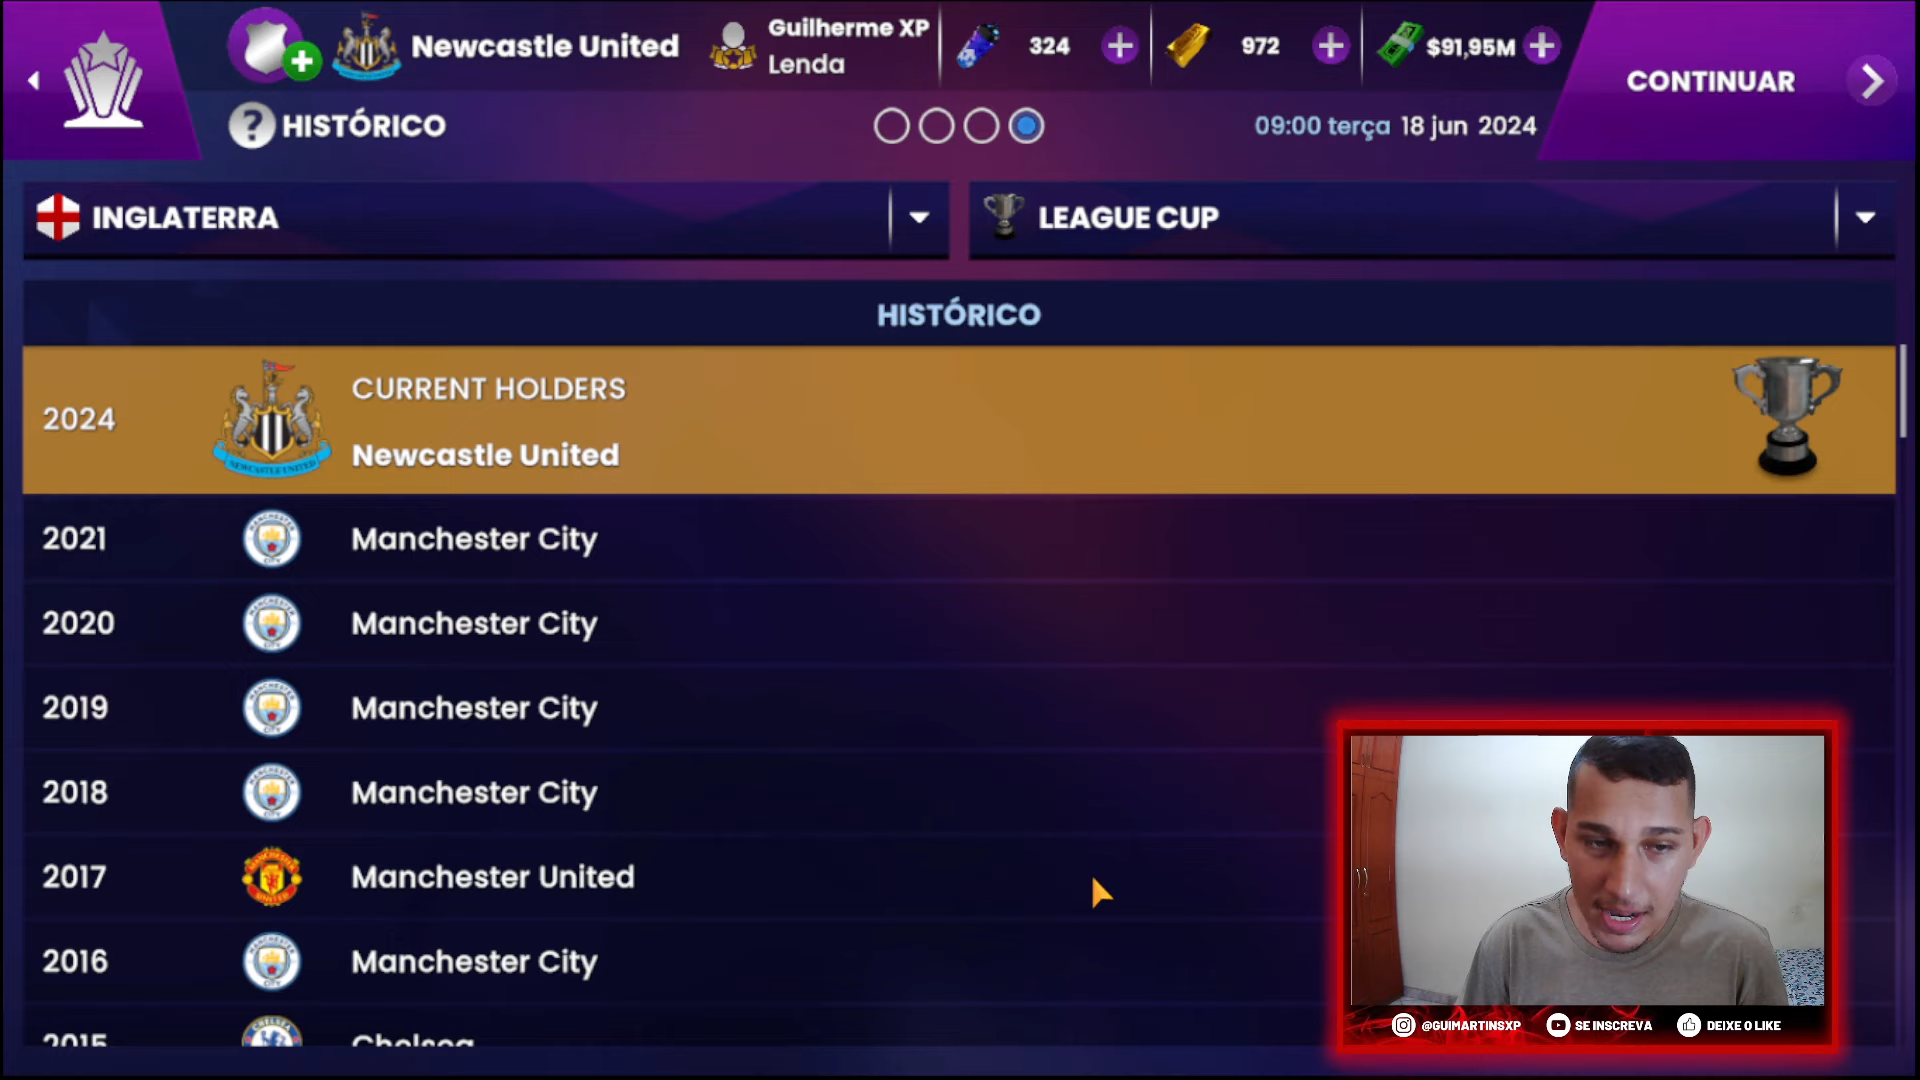 Newcastle United
Guilherme XP
Lenda
324
972
$91,95M
CONTINUAR
HISTÓRICO
09:00 terça 18 jun 2024
INGLATERRA
LEAGUE CUP
HISTÓRICO
2024
CURRENT HOLDERS
Newcastle United
2021 Manchester City
2020 Manchester City
2019 Manchester City
2018 Manchester City
2017 Manchester United
2016 Manchester City
2015 Chelsea
@GUIMARTINSXP
SE INSCREVA
DEIXE O LIKE